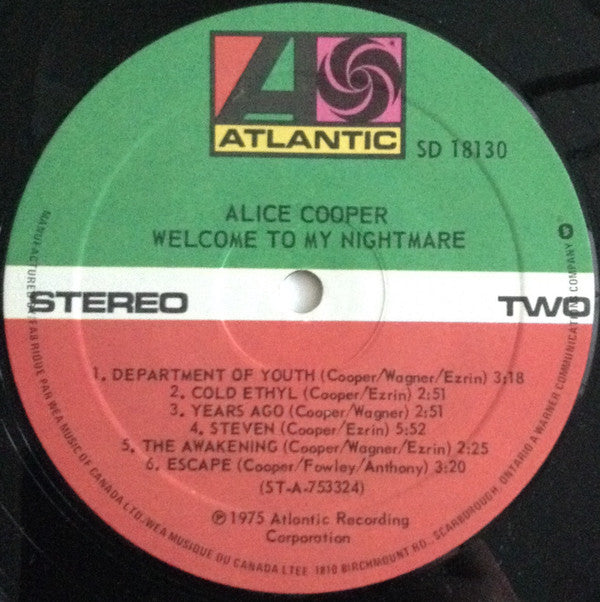 ATLANTIC
SD 18130
ALICE COOPER
WELCOME TO MY NIGHTMARE
STEREO
TWO
1. DEPARTMENT OF YOUTH (Cooper/Wagner/Ezrin) 3:18
2. COLD ETHYL (Cooper/Ezrin) 2:51
3. YEARS AGO (Cooper/Wagner) 2:51
4. STEVEN (Cooper/Ezrin) 5:52
5. THE AWAKENING (Cooper/Wagner/Ezrin) 2:25
6. ESCAPE (Cooper/Fowley/Anthony) 3:20
(ST-A-753324)
℗ 1975 Atlantic Recording
Corporation
MANUFACTURED FABRIQUE PAR WEA MUSIC OF CANADA LTD., WEA MUSIQUE DU CANADA LTEE 1810 BIRCHMOUNT RD., SCARBOROUGH, ONTARIO A WARNER COMMUNICATIONS COMPANY